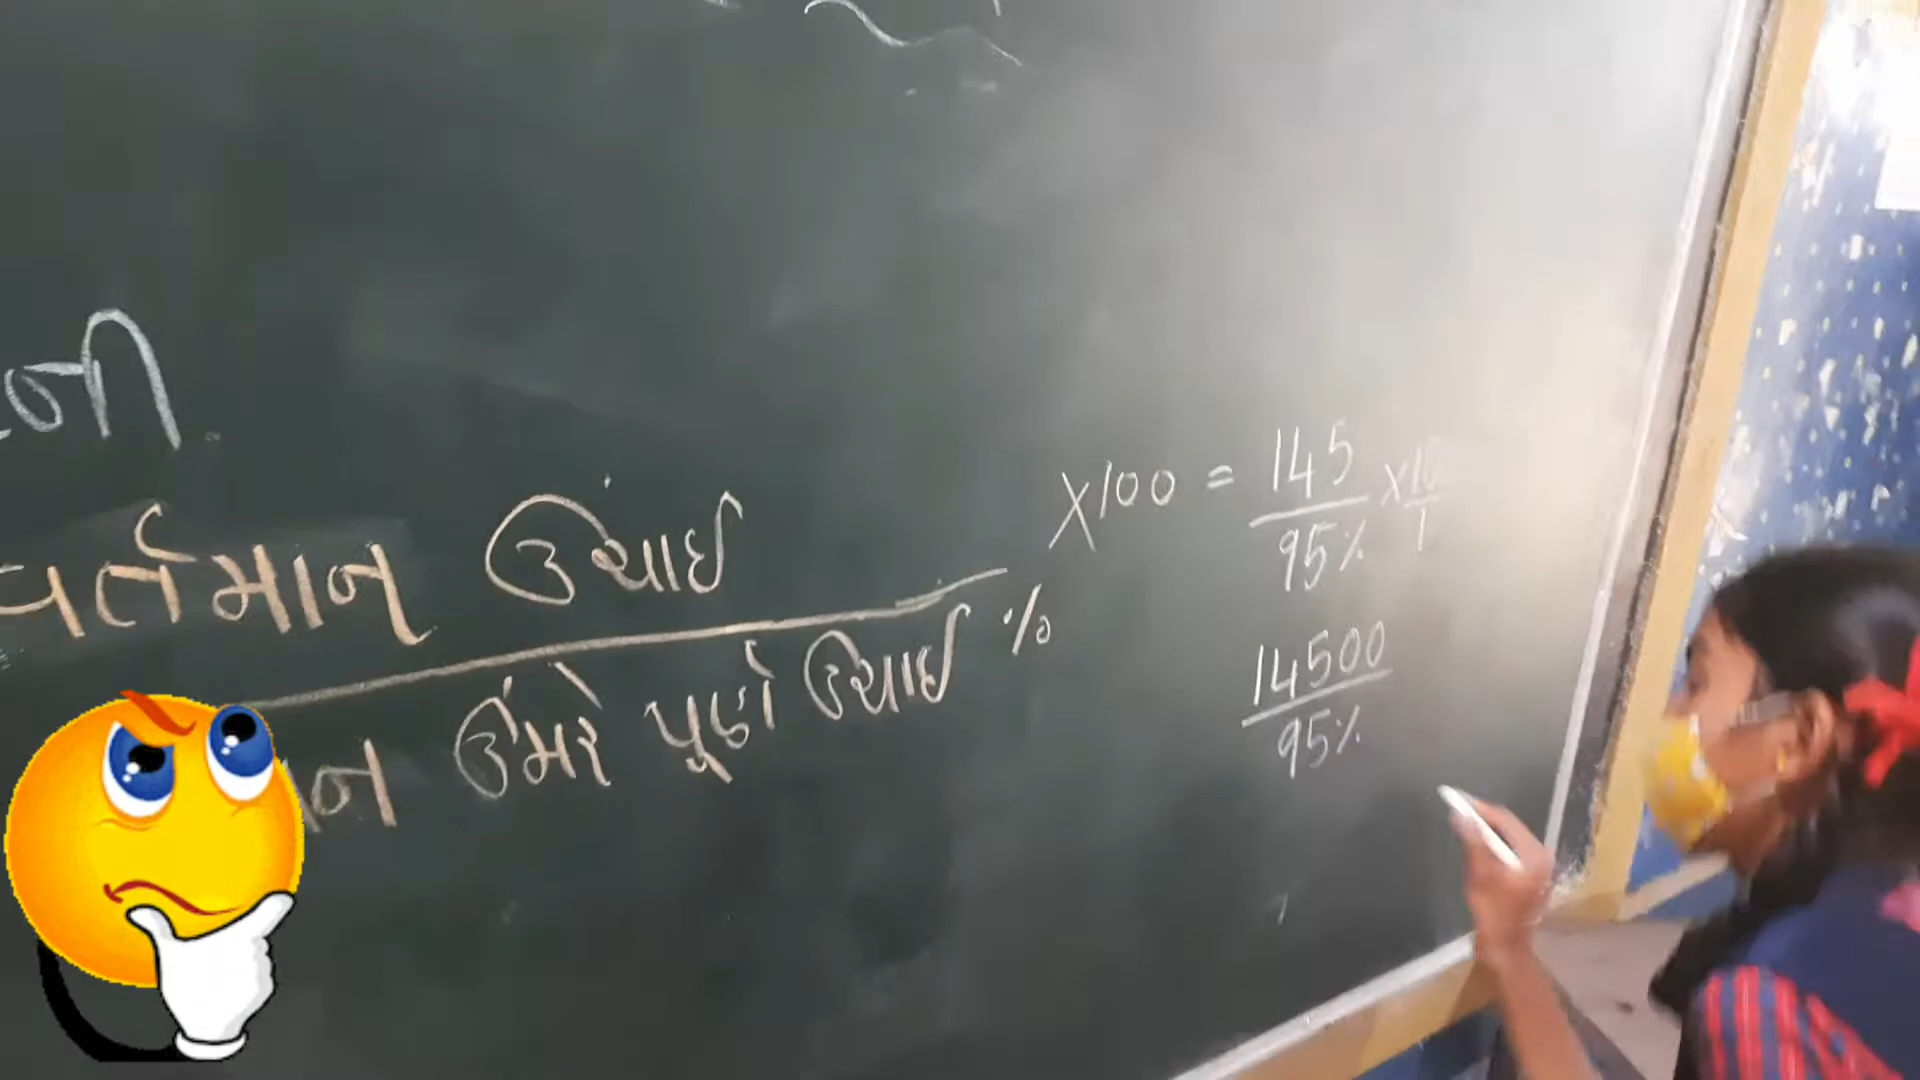 વર્તમાન ઉંચાઈ X100 = 145/95% X
ઉંમરે પૂર્ણ ઉંચાઈ %
14500/95%